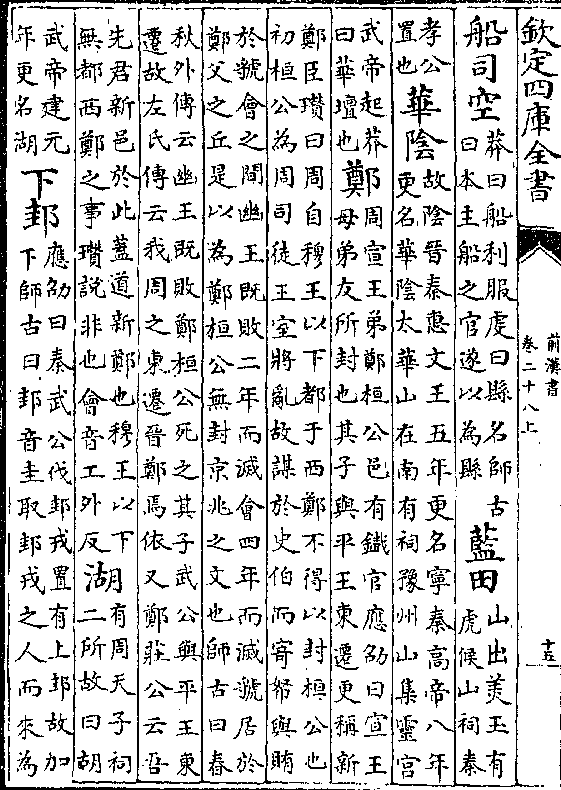 欽定四庫全書
前漢書
卷二十八上
十五
船司空莽曰船利服虔曰縣名師古曰本主船之官遂以為縣藍田山出美玉有虎侯山祠秦
孝公置也華陰故陰晉秦惠文王五年更名寧秦高帝八年更名華陰太華山在南有祠豫州山集靈宮
武帝起莽曰華壇也鄭周宣王弟鄭桓公邑有鐵官應劭曰宣王母弟友所封也其子與平王東遷更稱新
鄭臣瓚曰周自穆王以下都于西鄭不得以封桓公也初桓公為周司徒王室將亂故謀於史伯而寄帑與賄
於虢會之間幽王既敗二年而滅會四年而滅虢居於鄭父之丘是以為鄭桓公無封京兆之文也師古曰春
秋外傳云幽王既敗鄭桓公死之其子武公與平王東遷故左氏傳云我周之東遷晉鄭焉依又鄭莊公云吾
先君新邑於此蓋道新鄭也穆王以下無都西鄭之事瓚說非也會音工外反湖有周天子祠二所故曰胡
武帝建元年更名湖下邽應劭曰秦武公伐邽戎置有上邽故加下師古曰邽音圭取邽戎之人而來為